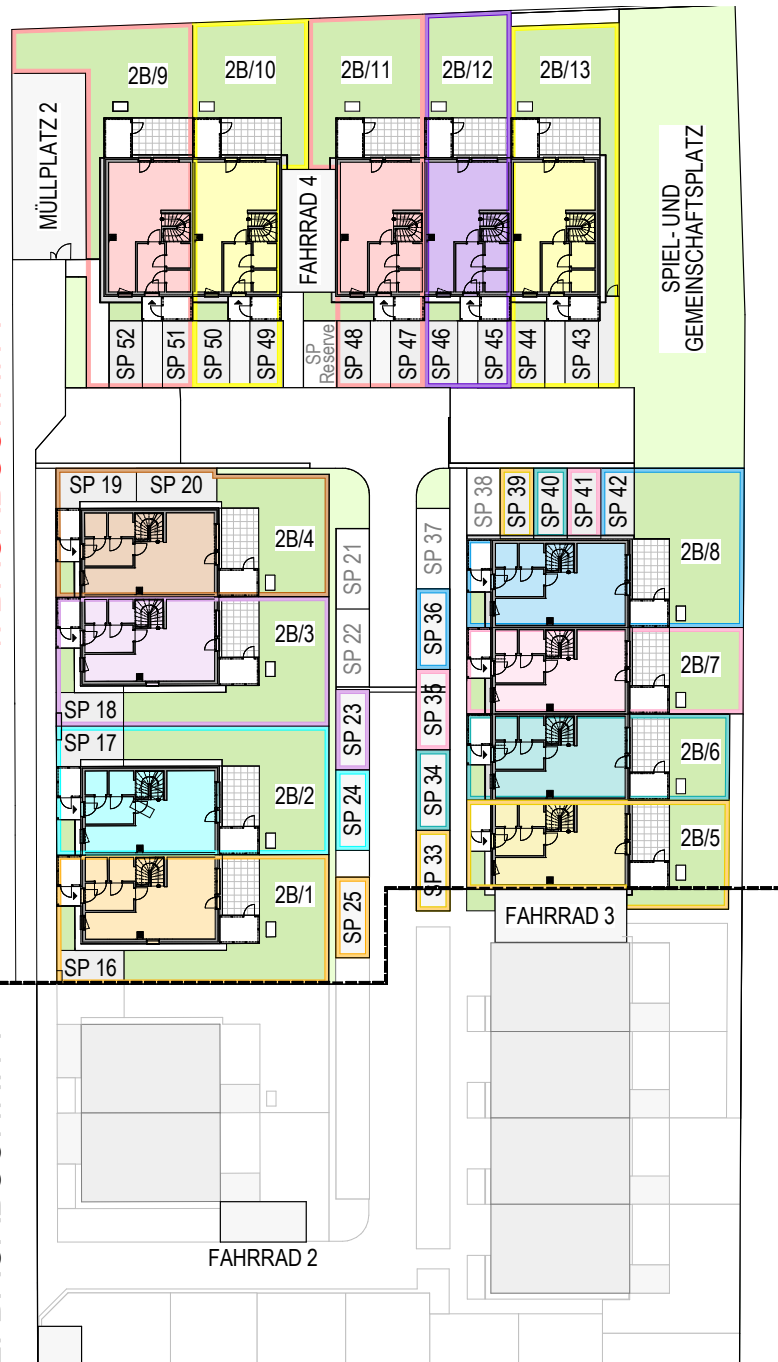 2B/9
2B/10
2B/11
2B/12
2B/13
MÜLLPLATZ 2
FAHRRAD 4
SPIEL- UND
GEMEINSCHAFTSPLATZ
SP 52
SP 51
SP 50
SP 49
SP
Reserve
SP 48
SP 47
SP 46
SP 45
SP 44
SP 43
SP 19
SP 20
2B/4
SP 21
SP 37
SP 38
SP 39
SP 40
SP 41
SP 42
2B/8
2B/3
SP 22
SP 36
2B/7
SP 18
SP 23
SP 35
SP 17
2B/2
SP 24
SP 34
2B/6
2B/1
SP 25
SP 33
2B/5
SP 16
FAHRRAD 3
FAHRRAD 2